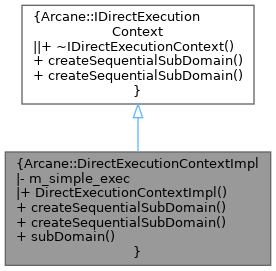 {Arcane::IDirectExecution
Context
||+ ~IDirectExecutionContext()
+ createSequentialSubDomain()
+ createSequentialSubDomain()
}
{Arcane::DirectExecutionContextImpl
|- m_simple_exec
|+ DirectExecutionContextImpl()
+ createSequentialSubDomain()
+ createSequentialSubDomain()
+ subDomain()
}